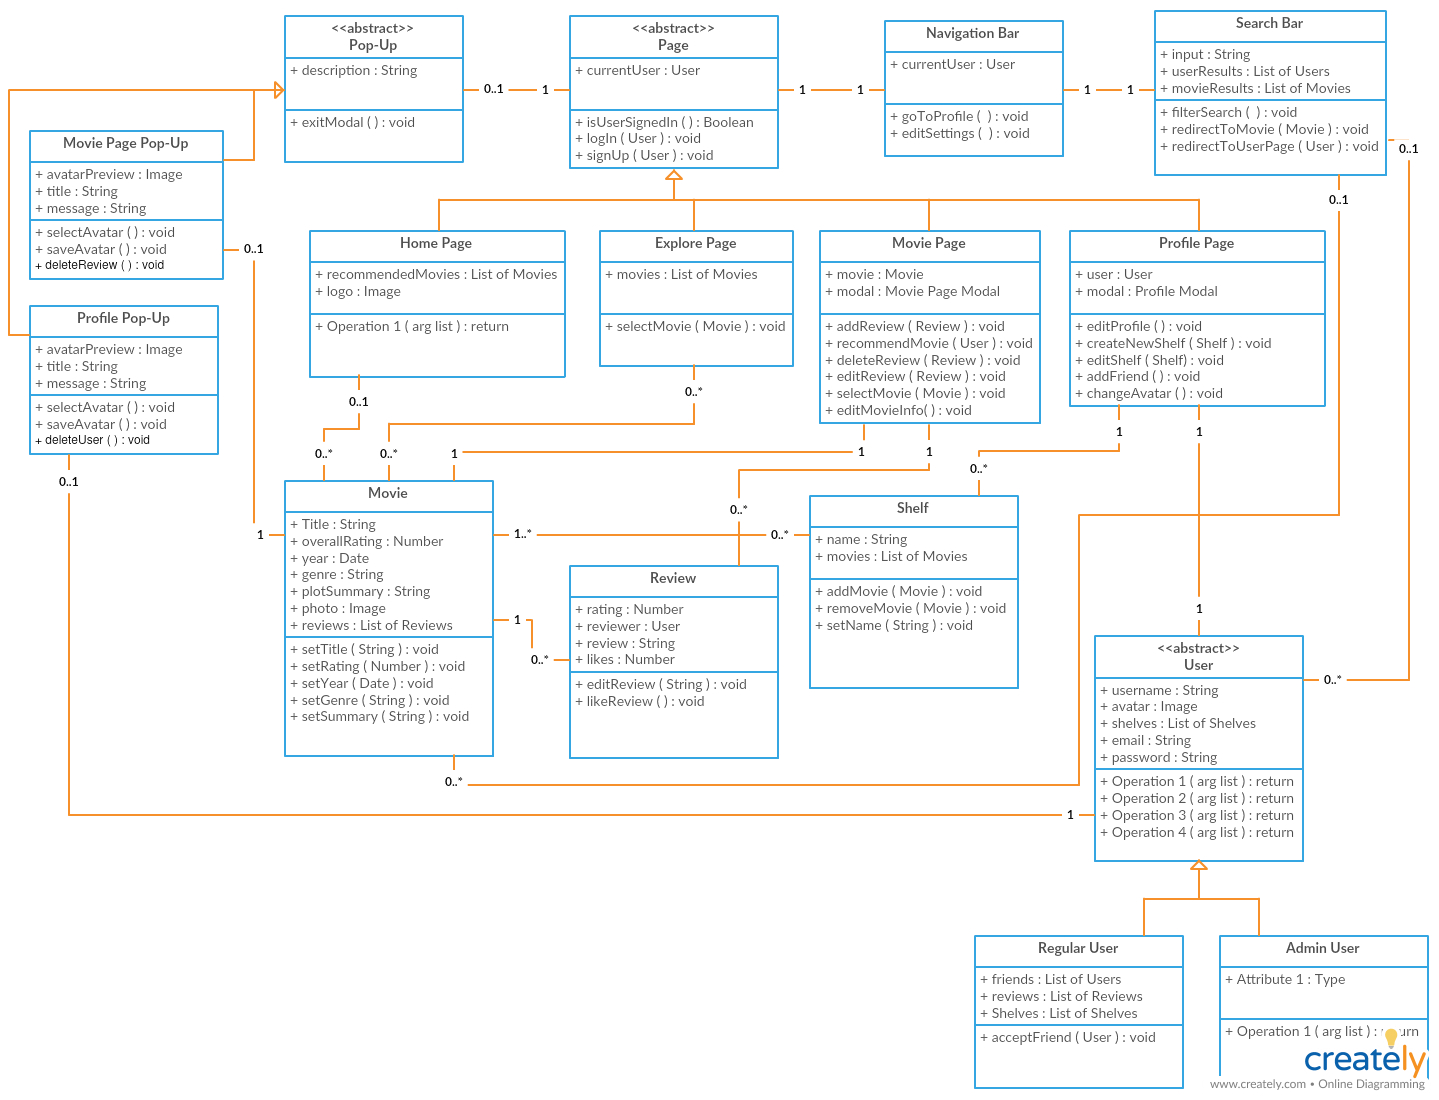 <<abstract>>
Pop-Up
+ description : String
+ exitModal ( ) : void
0..1
1
<<abstract>>
Page
+ currentUser : User
+ isUserSignedIn ( ) : Boolean
+ logIn ( User ) : void
+ signUp ( User ) : void
1
1
Navigation Bar
+ currentUser : User
+ goToProfile ( ) : void
+ editSettings ( ) : void
1
1
Search Bar
+ input : String
+ userResults : List of Users
+ movieResults : List of Movies
+ filterSearch ( ) : void
+ redirectToMovie ( Movie ) : void
+ redirectToUserPage ( User ) : void
0..1
0..1
Movie Page Pop-Up
+ avatarPreview : Image
+ title : String
+ message : String
+ selectAvatar ( ) : void
+ saveAvatar ( ) : void
+ deleteReview ( ) : void
0..1
Profile Pop-Up
+ avatarPreview : Image
+ title : String
+ message : String
+ selectAvatar ( ) : void
+ saveAvatar ( ) : void
+ deleteUser ( ) : void
0..1
Home Page
+ recommendedMovies : List of Movies
+ logo : Image
+ Operation 1 ( arg list ) : return
0..1
0..*
Explore Page
+ movies : List of Movies
+ selectMovie ( Movie ) : void
0..*
0..*
Movie Page
+ movie : Movie
+ modal : Movie Page Modal
+ addReview ( Review ) : void
+ recommendMovie ( User ) : void
+ deleteReview ( Review ) : void
+ editReview ( Review ) : void
+ selectMovie ( Movie ) : void
+ editMovieInfo( ) : void
1
1
1
0..*
Profile Page
+ user : User
+ modal : Profile Modal
+ editProfile ( ) : void
+ createNewShelf ( Shelf ) : void
+ editShelf ( Shelf) : void
+ addFriend ( ) : void
+ changeAvatar ( ) : void
1
1
0..*
1
Movie
+ Title : String
+ overallRating : Number
+ year : Date
+ genre : String
+ plotSummary : String
+ photo : Image
+ reviews : List of Reviews
+ setTitle ( String ) : void
+ setRating ( Number ) : void
+ setYear ( Date ) : void
+ setGenre ( String ) : void
+ setSummary ( String ) : void
1..*
0..*
1
0..*
0..*
Review
+ rating : Number
+ reviewer : User
+ review : String
+ likes : Number
+ editReview ( String ) : void
+ likeReview ( ) : void
Shelf
+ name : String
+ movies : List of Movies
+ addMovie ( Movie ) : void
+ removeMovie ( Movie ) : void
+ setName ( String ) : void
1
<<abstract>>
User
+ username : String
+ avatar : Image
+ shelves : List of Shelves
+ email : String
+ password : String
+ Operation 1 ( arg list ) : return
+ Operation 2 ( arg list ) : return
+ Operation 3 ( arg list ) : return
+ Operation 4 ( arg list ) : return
0..*
1
Regular User
+ friends : List of Users
+ reviews : List of Reviews
+ Shelves : List of Shelves
+ acceptFriend ( User ) : void
Admin User
+ Attribute 1 : Type
+ Operation 1 ( arg list ) :
creately
www.creately.com • Online Diagramming